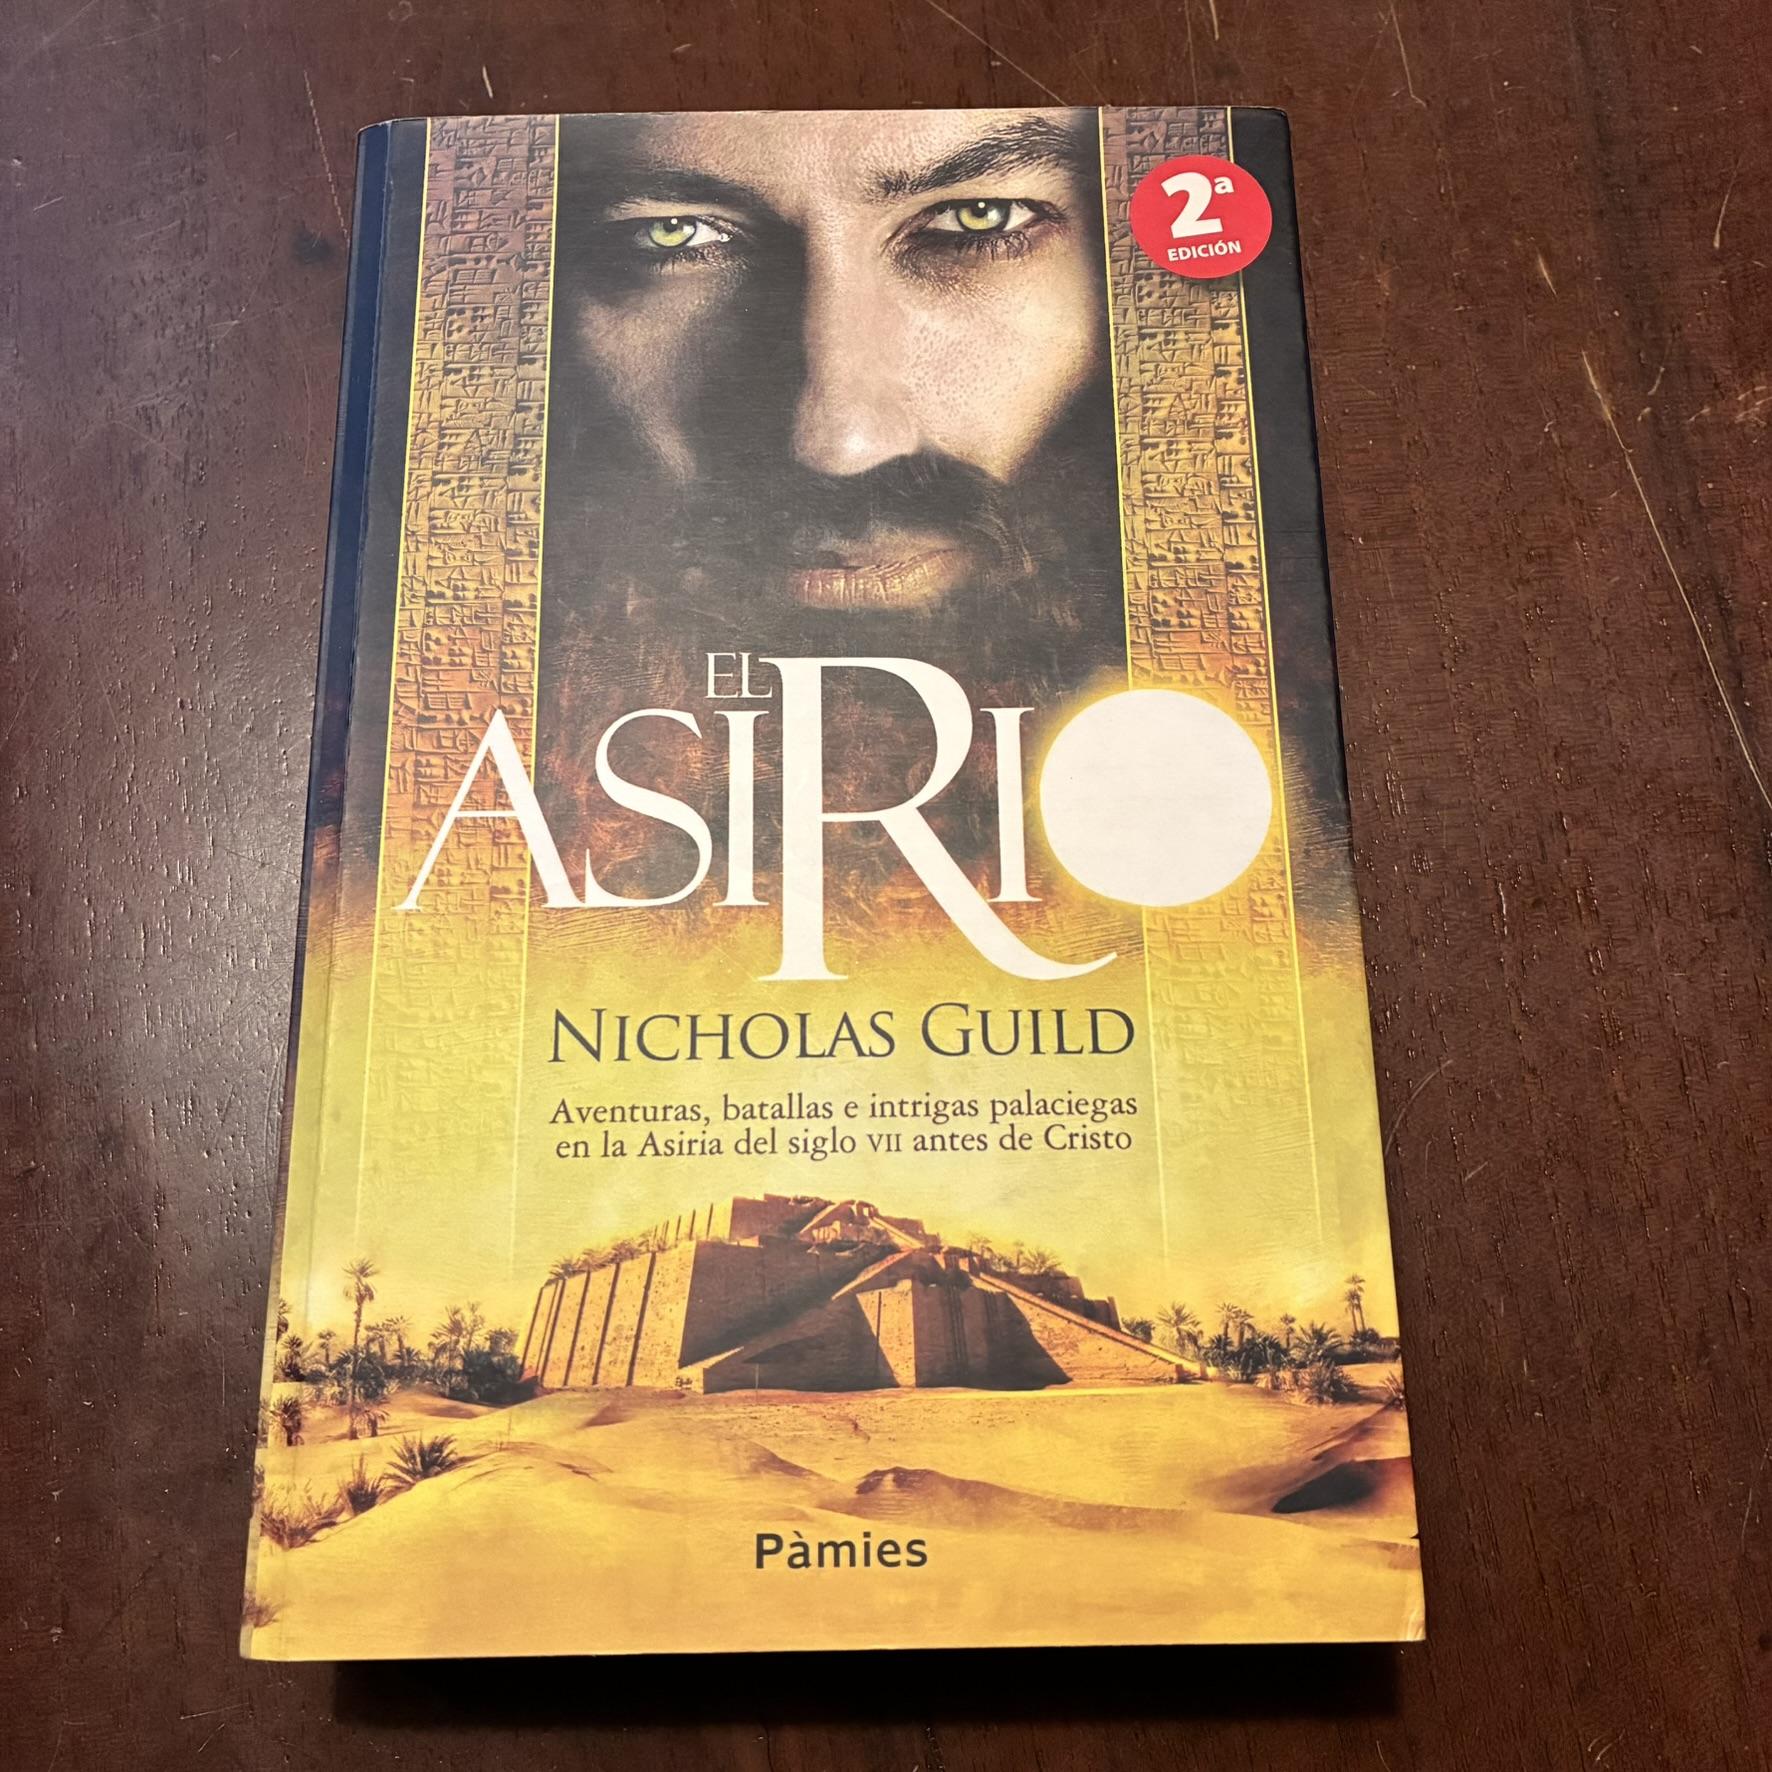 2ª
EDICIÓN
EL
ASIRIO
NICHOLAS GUILD
Aventuras, batallas e intrigas palaciegas
en la Asiria del siglo VII antes de Cristo
Pàmies